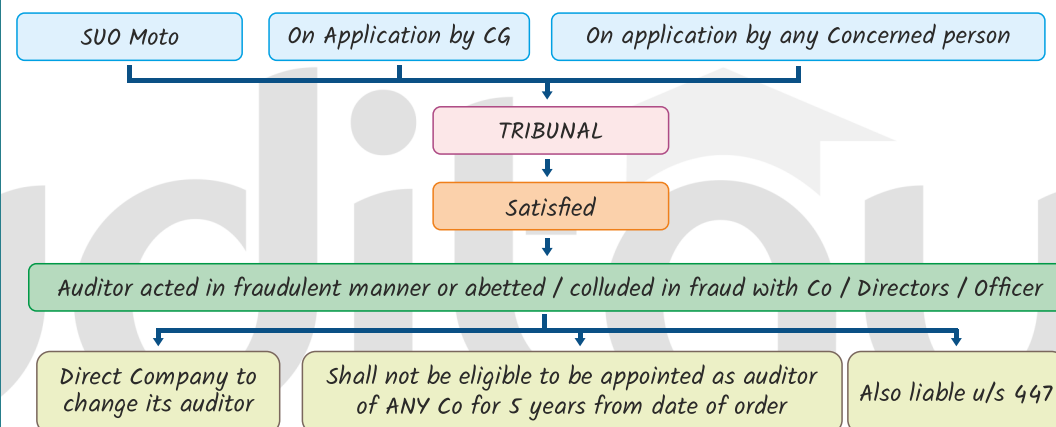 SUO Moto
On Application by CG
On application by any Concerned person
TRIBUNAL
Satisfied
Auditor acted in fraudulent manner or abetted / colluded in fraud with Co / Directors / Officer
Direct Company to
change its auditor
Shall not be eligible to be appointed as auditor
of ANY Co for 5 years from date of order
Also liable u/s 447